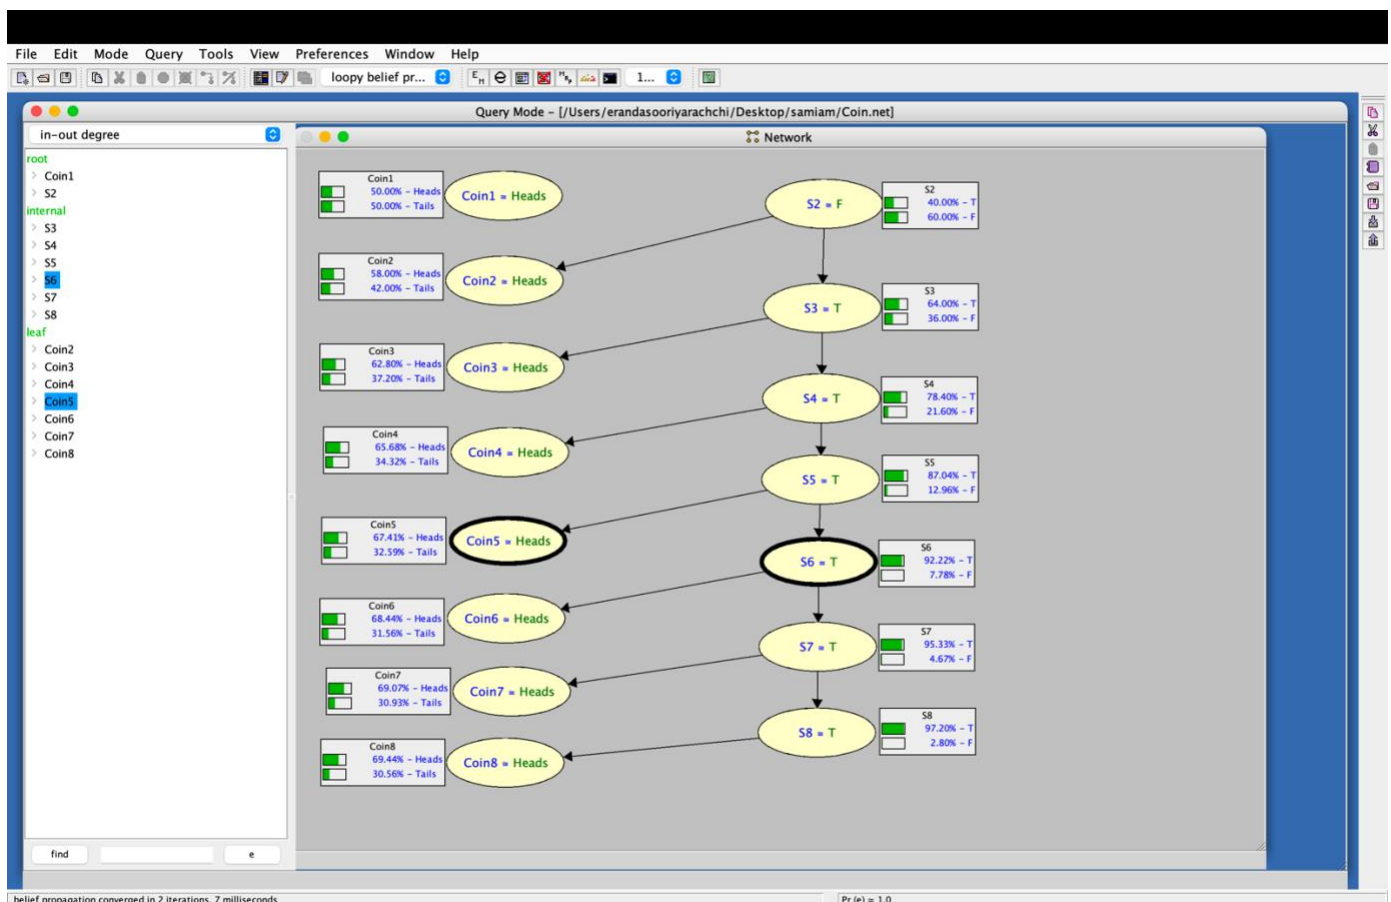 File Edit Mode Query Tools View Preferences Window Help
loopy belief pr... 1...
Query Mode – [/Users/erandasooriyarachchi/Desktop/samiam/Coin.net]
in-out degree
root
Coin1
S2
internal
S3
S4
S5
S6
S7
S8
leaf
Coin2
Coin3
Coin4
Coin5
Coin6
Coin7
Coin8
find
e
Network
Coin1
50.00% – Heads
50.00% – Tails
Coin1 = Heads
S2 = F
S2
40.00% – T
60.00% – F
Coin2
58.00% – Heads
42.00% – Tails
Coin2 = Heads
S3 = T
S3
64.00% – T
36.00% – F
Coin3
62.80% – Heads
37.20% – Tails
Coin3 = Heads
S4 = T
S4
78.40% – T
21.60% – F
Coin4
65.68% – Heads
34.32% – Tails
Coin4 = Heads
S5 = T
S5
87.04% – T
12.96% – F
Coin5
67.41% – Heads
32.59% – Tails
Coin5 = Heads
S6 = T
S6
92.22% – T
7.78% – F
Coin6
68.44% – Heads
31.56% – Tails
Coin6 = Heads
S7 = T
S7
95.33% – T
4.67% – F
Coin7
69.07% – Heads
30.93% – Tails
Coin7 = Heads
S8 = T
S8
97.20% – T
2.80% – F
Coin8
69.44% – Heads
30.56% – Tails
Coin8 = Heads
belief propagation converged in 2 iterations, 7 milliseconds
Pr (e) = 1.0